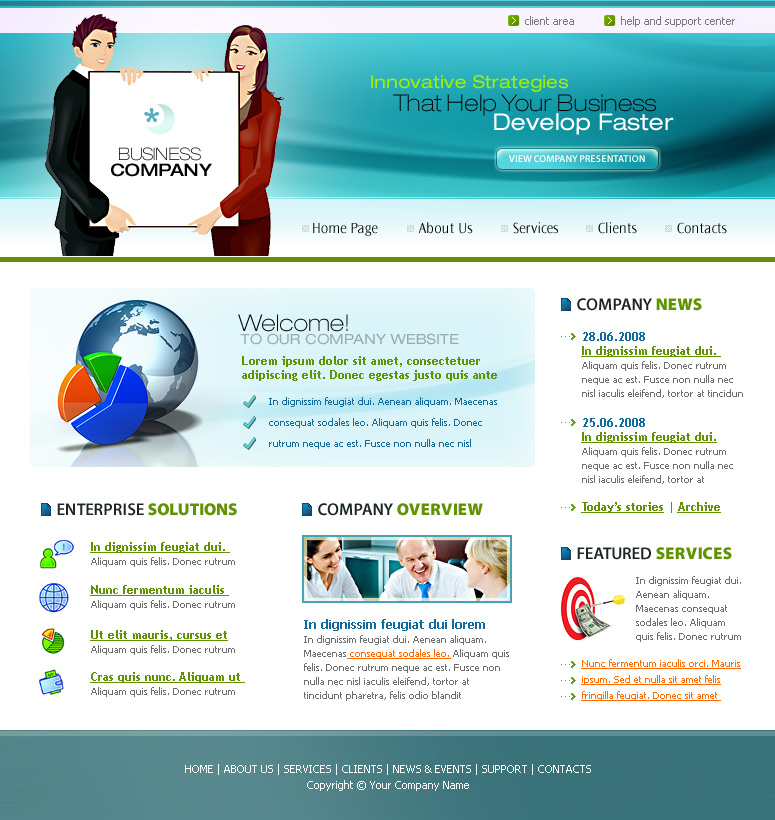 client area
help and support center
Innovative Strategies
That Help Your Business
Develop Faster
VIEW COMPANY PRESENTATION
BUSINESS
COMPANY
Home Page
About Us
Services
Clients
Contacts
Welcome!
TO OUR COMPANY WEBSITE
Lorem ipsum dolor sit amet, consectetuer
adipiscing elit. Donec egestas justo quis ante
In dignissim feugiat dui. Aenean aliquam. Maecenas
consequat sodales leo. Aliquam quis felis. Donec
rutrum neque ac est. Fusce non nulla nec nisl
COMPANY NEWS
28.06.2008
In dignissim feugiat dui.
Aliquam quis felis. Donec rutrum
neque ac est. Fusce non nulla nec
nisl iaculis eleifend, tortor at tincidun
25.06.2008
In dignissim feugiat dui.
Aliquam quis felis. Donec rutrum
neque ac est. Fusce non nulla nec
nisl iaculis eleifend, tortor at
Today's stories | Archive
ENTERPRISE SOLUTIONS
In dignissim feugiat dui.
Aliquam quis felis. Donec rutrum
Nunc fermentum iaculis
Aliquam quis felis. Donec rutrum
Ut elit mauris, cursus et
Aliquam quis felis. Donec rutrum
Cras quis nunc. Aliquam ut
Aliquam quis felis. Donec rutrum
COMPANY OVERVIEW
In dignissim feugiat dui lorem
In dignissim feugiat dui. Aenean aliquam.
Maecenas consequat sodales leo. Aliquam quis
felis. Donec rutrum neque ac est. Fusce non
nulla nec nisl iaculis eleifend, tortor at
tincidunt pharetra, felis odio blandit
FEATURED SERVICES
In dignissim feugiat dui.
Aenean aliquam.
Maecenas consequat
sodales leo. Aliquam
quis felis. Donec rutrum
Nunc fermentum iaculis orci. Mauris
ipsum. Sed et nulla sit amet felis
fringilla feugiat. Donec sit amet
HOME | ABOUT US | SERVICES | CLIENTS | NEWS & EVENTS | SUPPORT | CONTACTS
Copyright © Your Company Name